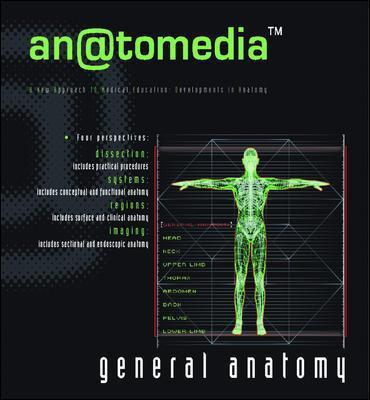 an@tomedia™
A New Approach to Medical Education: Developments in Anatomy
• Four perspectives:
dissection:
includes practical procedures
systems:
includes conceptual and functional anatomy
regions:
includes surface and clinical anatomy
imaging:
includes sectional and endoscopic anatomy
GENERAL ANATOMY
HEAD
NECK
UPPER LIMB
THORAX
ABDOMEN
BACK
PELVIS
LOWER LIMB
general anatomy